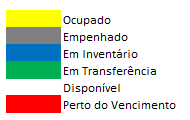 Ocupado
Empenhado
Em Inventário
Em Transferência
Disponível
Perto do Vencimento